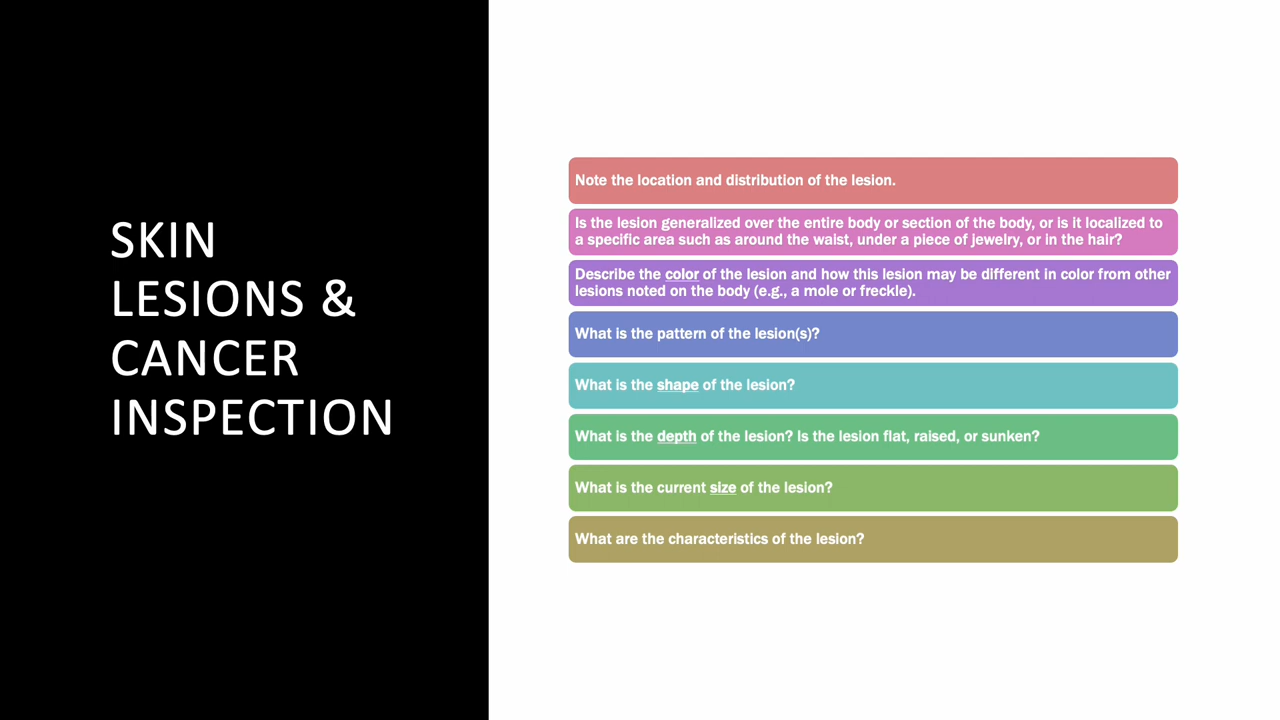 SKIN
LESIONS &
CANCER
INSPECTION
Note the location and distribution of the lesion.
Is the lesion generalized over the entire body or section of the body, or is it localized to
a specific area such as around the waist, under a piece of jewelry, or in the hair?
Describe the color of the lesion and how this lesion may be different in color from other
lesions noted on the body (e.g., a mole or freckle).
What is the pattern of the lesion(s)?
What is the shape of the lesion?
What is the depth of the lesion? Is the lesion flat, raised, or sunken?
What is the current size of the lesion?
What are the characteristics of the lesion?